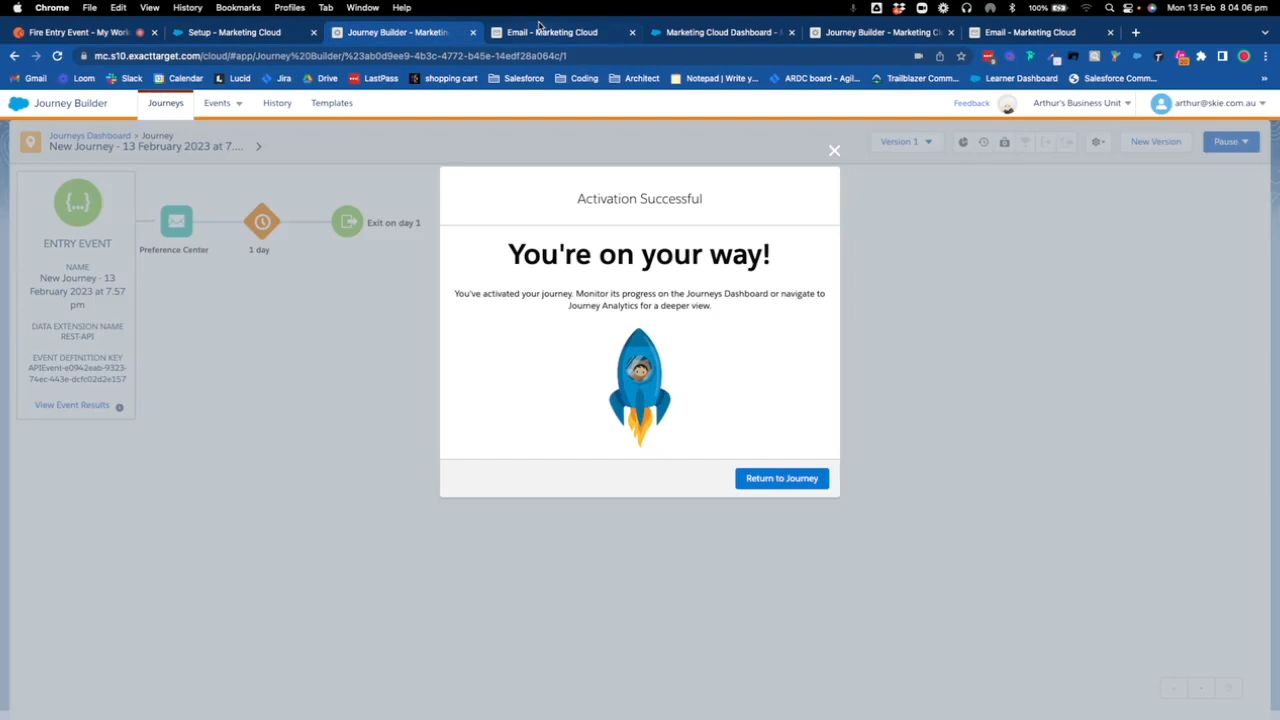 Chrome File Edit View History Bookmarks Profiles Tab Window Help 100% Mon 13 Feb 8 04 06 pm
Fire Entry Event - My Work Setup - Marketing Cloud Journey Builder - Marketin Email - Marketing Cloud Marketing Cloud Dashboard - Journey Builder - Marketing Cl Email - Marketing Cloud
mc.s10.exacttarget.com/cloud/#app/Journey%20Builder/%23ab0d9ee9-4b3c-4772-b45e-14edf28a064c/1
Gmail Loom Slack Calendar Lucid Jira Drive LastPass shopping cart Salesforce Coding Architect Notepad | Write y... ARDC board - Agil... Trailblazer Comm... Learner Dashboard Salesforce Comm...
Journey Builder Journeys Events History Templates Feedback Arthur's Business Unit arthur@skie.com.au
Journeys Dashboard › Journey
New Journey - 13 February 2023 at 7....
Version 1 New Version Pause
ENTRY EVENT
NAME
New Journey - 13
February 2023 at 7.57
pm
DATA EXTENSION NAME
REST-API
EVENT DEFINITION KEY
APIEvent-e0942eab-9323-
74ec-443e-dcfc02d2e157
View Event Results
Preference Center
1 day
Exit on day 1
Activation Successful
You're on your way!
You've activated your journey. Monitor its progress on the Journeys Dashboard or navigate to
Journey Analytics for a deeper view.
Return to Journey